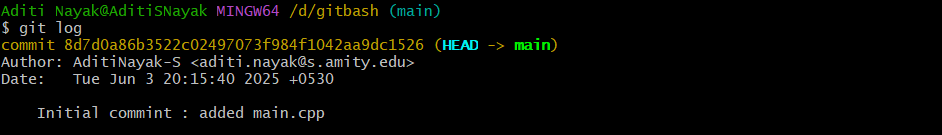 Aditi Nayak@AditiSNayak MINGW64 /d/gitbash (main)
$ git log
commit 8d7d0a86b3522c02497073f984f1042aa9dc1526 (HEAD -> main)
Author: AditiNayak-S <aditi.nayak@s.amity.edu>
Date:   Tue Jun 3 20:15:40 2025 +0530
    Initial commint : added main.cpp